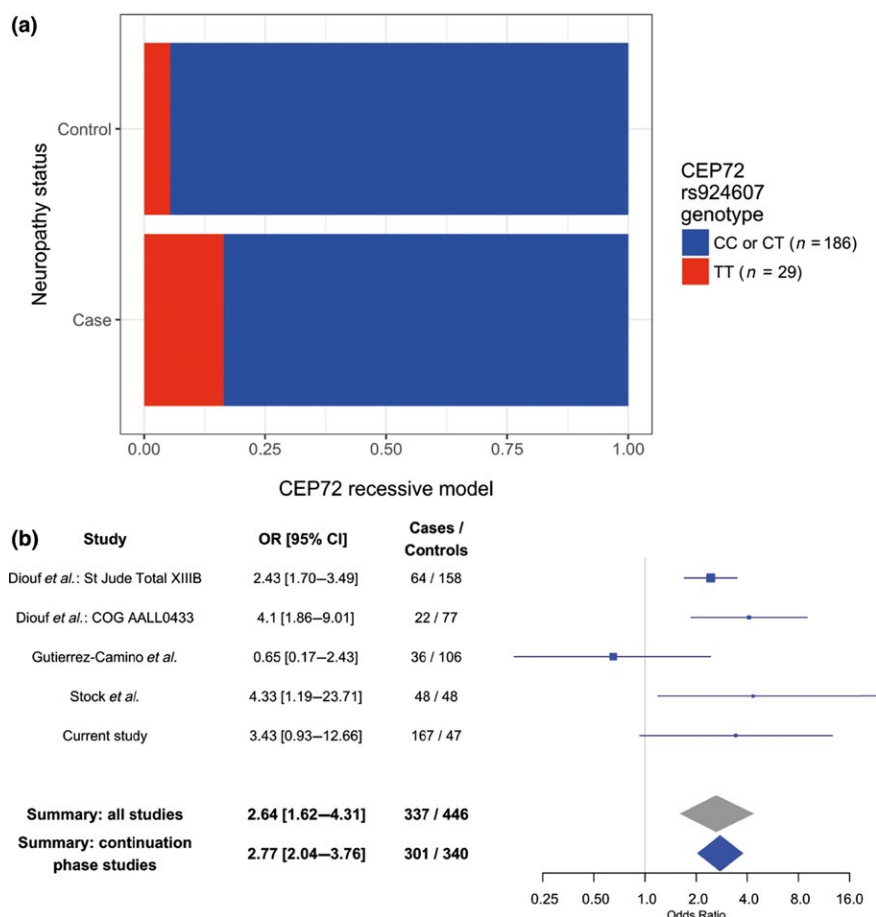 (a)
Neuropathy status
Control
Case
0.00 0.25 0.50 0.75 1.00
CEP72 recessive model
CEP72
rs924607
genotype
CC or CT (n = 186)
TT (n = 29)
(b) Study OR [95% CI] Cases /
Controls
Diouf et al.: St Jude Total XIIIB 2.43 [1.70–3.49] 64 / 158
Diouf et al.: COG AALL0433 4.1 [1.86–9.01] 22 / 77
Gutierrez-Camino et al. 0.65 [0.17–2.43] 36 / 106
Stock et al. 4.33 [1.19–23.71] 48 / 48
Current study 3.43 [0.93–12.66] 167 / 47
Summary: all studies 2.64 [1.62–4.31] 337 / 446
Summary: continuation
phase studies 2.77 [2.04–3.76] 301 / 340
0.25 0.50 1.0 2.0 4.0 8.0 16.0
Odds Ratio